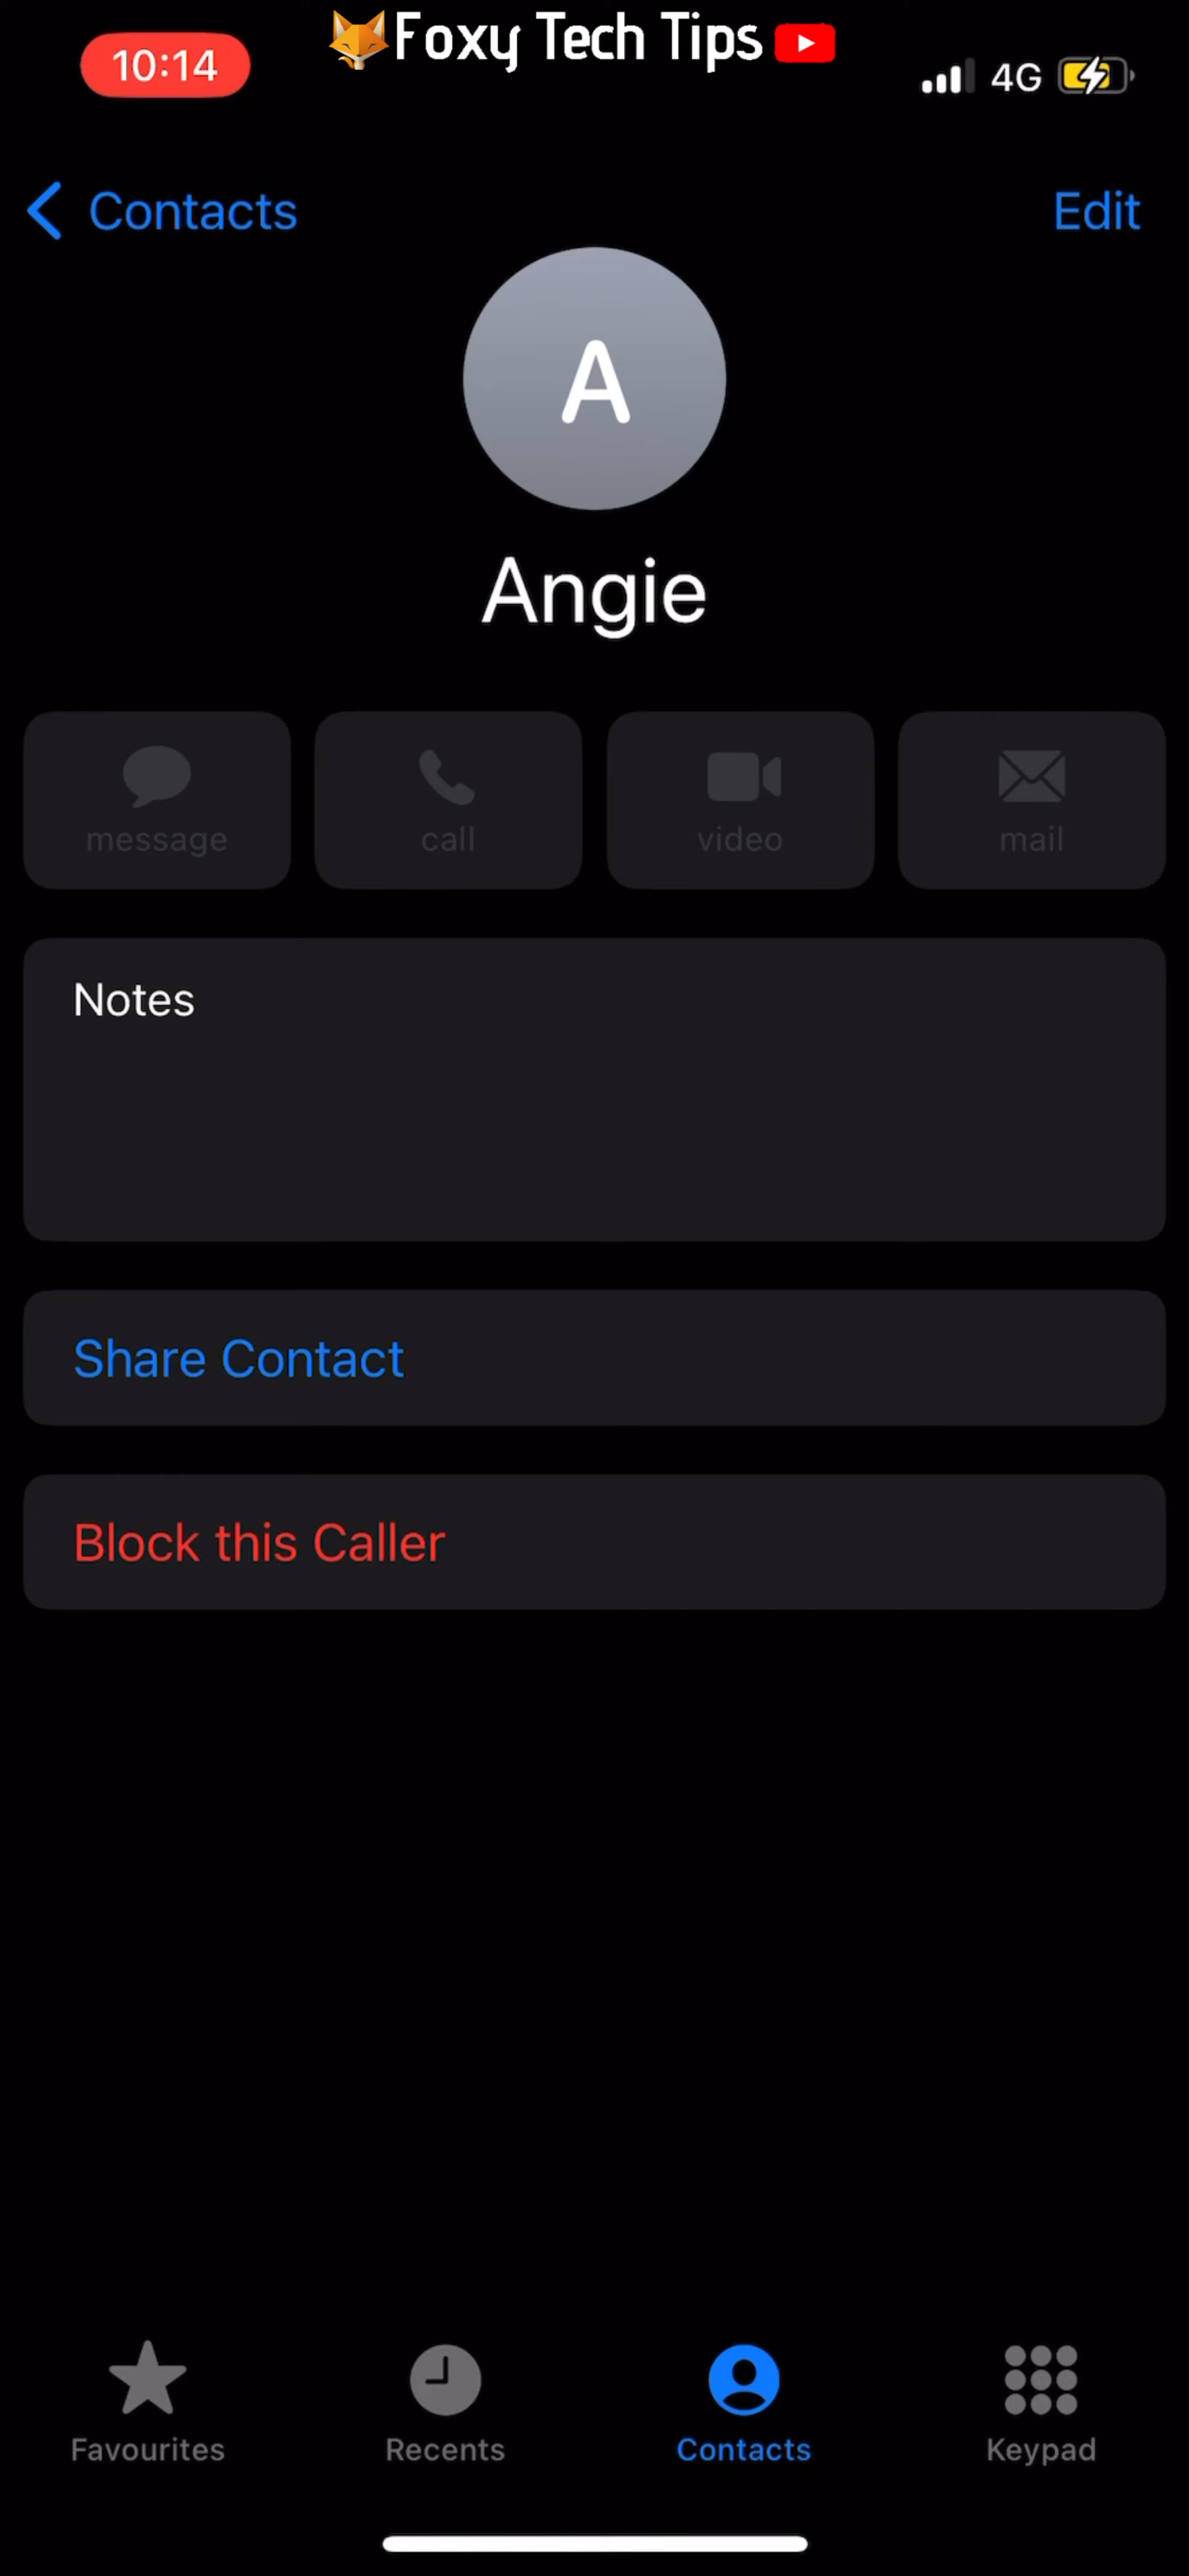 Foxy Tech Tips
10:14
4G
Contacts
Edit
A
Angie
message
call
video
mail
Notes
Share Contact
Block this Caller
Favourites
Recents
Contacts
Keypad